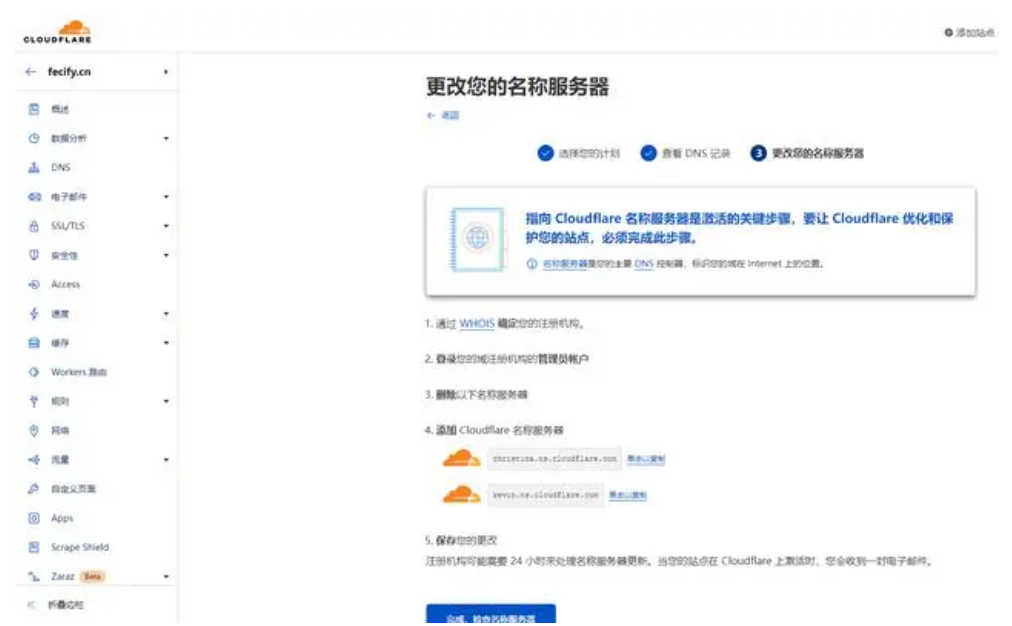 CLOUDFLARE
添加站点
fecify.cn
概述
数据分析
DNS
电子邮件
SSL/TLS
安全性
Access
速度
缓存
Workers 路由
规则
网络
流量
自定义页面
Apps
Scrape Shield
Zaraz Beta
折叠边栏
更改您的名称服务器
返回
选择您的计划
查看 DNS 记录
3 更改您的名称服务器
指向 Cloudflare 名称服务器是激活的关键步骤，要让 Cloudflare 优化和保
护您的站点，必须完成此步骤。
名称服务器是您的主要 DNS 控制器、标识您的域在 Internet 上的位置。
1. 通过 WHOIS 确定您的注册机构。
2. 登录您的域注册机构的管理员帐户
3. 删除以下名称服务器
4. 添加 Cloudflare 名称服务器
christina.ns.cloudflare.com 单击以复制
kevin.ns.cloudflare.com 单击以复制
5. 保存您的更改
注册机构可能需要 24 小时来处理名称服务器更新。当您的站点在 Cloudflare 上激活时，您会收到一封电子邮件。
完成，检查名称服务器